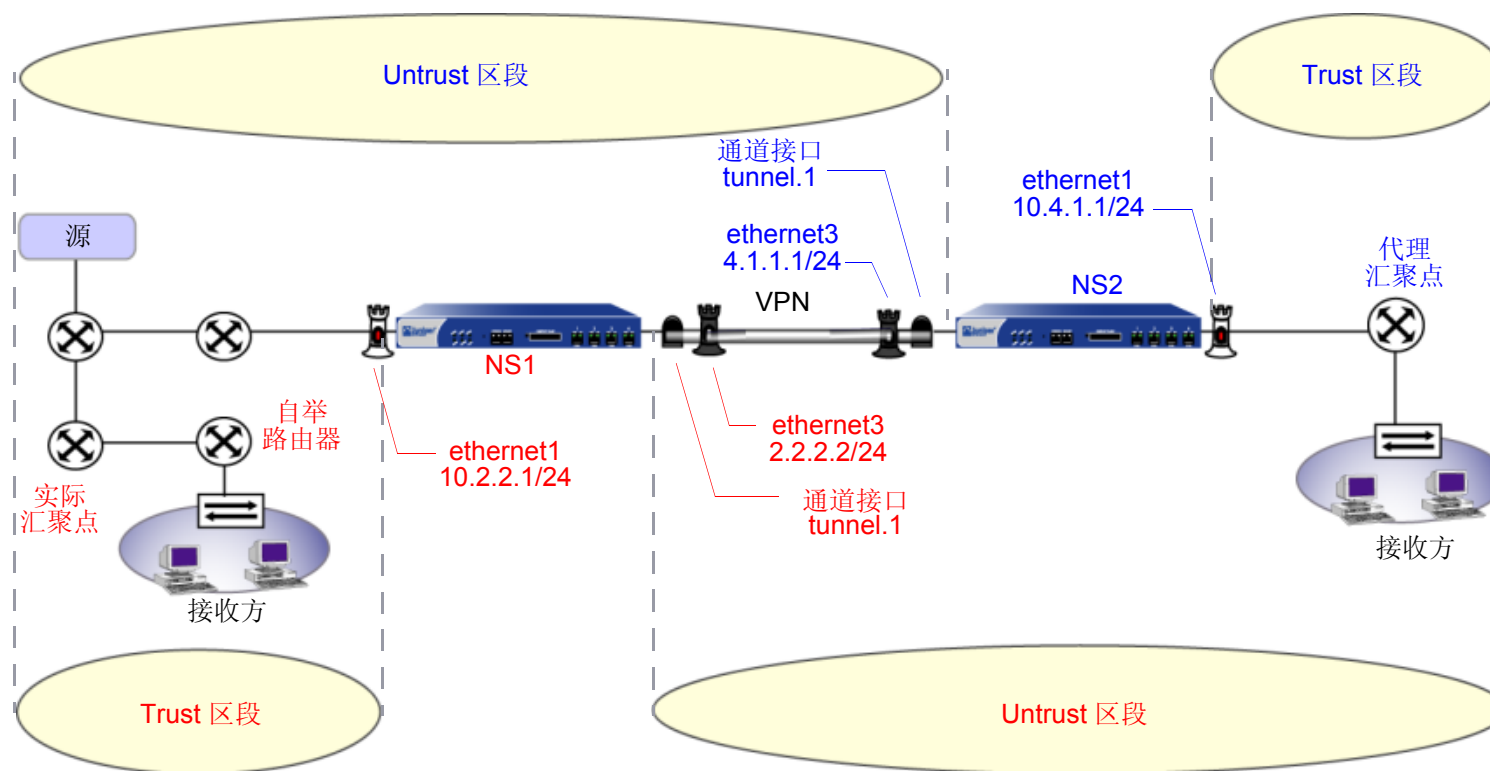 Untrust 区段
Trust 区段
通道接口
tunnel.1
ethernet1
10.4.1.1/24
源
ethernet3
4.1.1.1/24
代理
汇聚点
VPN
NS2
NS1
自举
路由器
ethernet1
10.2.2.1/24
ethernet3
2.2.2.2/24
实际
汇聚点
通道接口
tunnel.1
接收方
接收方
Trust 区段
Untrust 区段